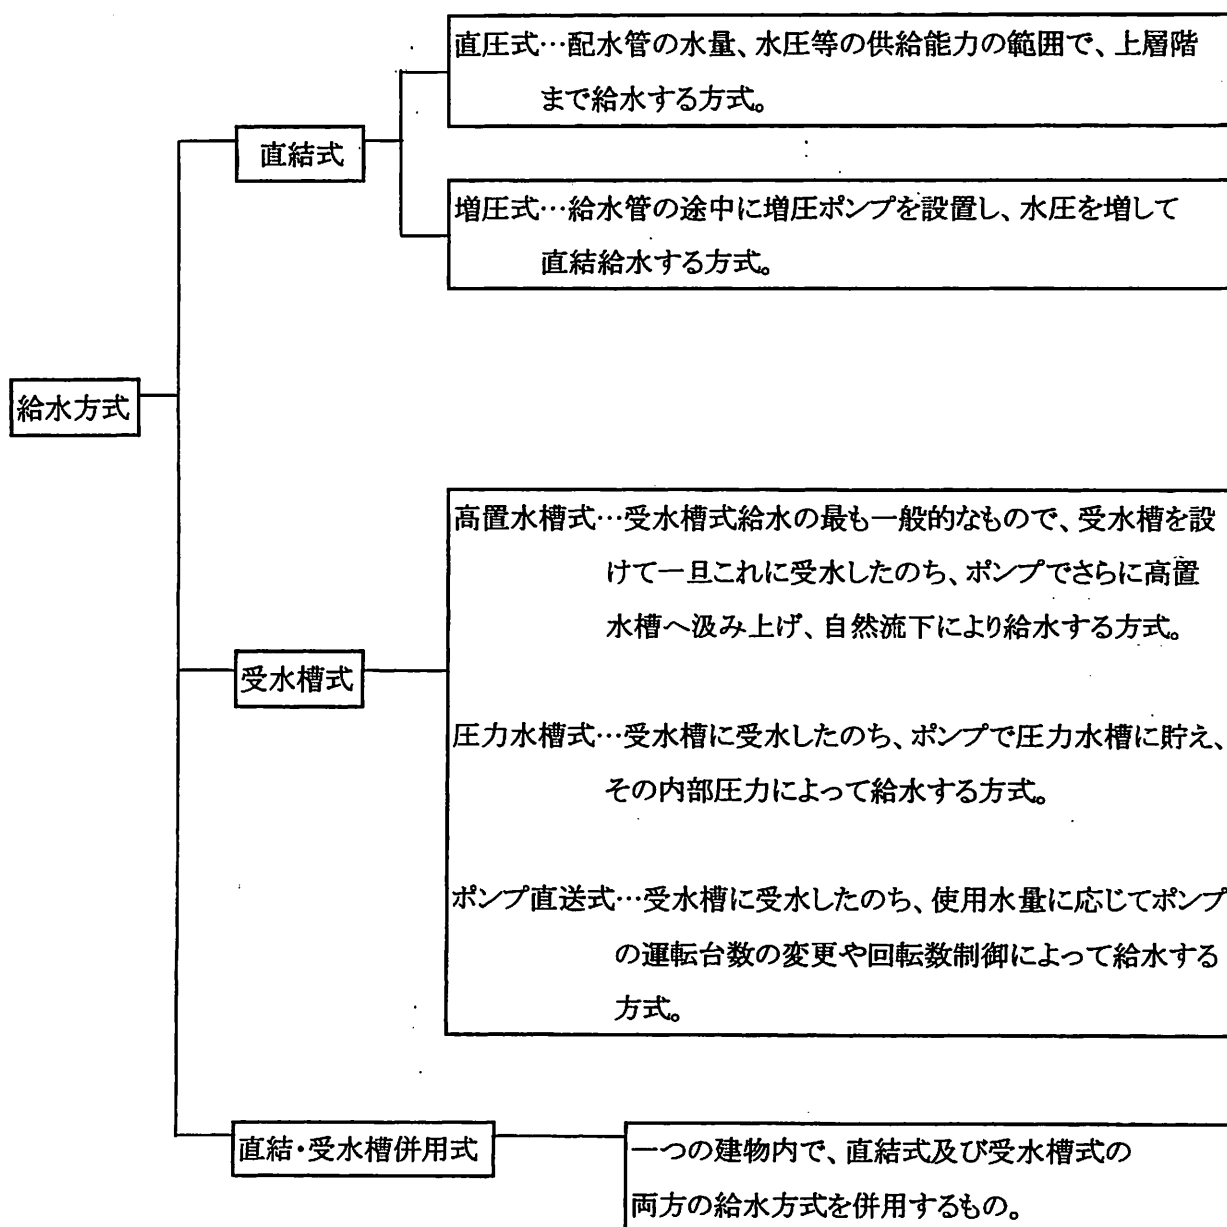 給水方式
直結式
直圧式…配水管の水量、水圧等の供給能力の範囲で、上層階
まで給水する方式。
増圧式…給水管の途中に増圧ポンプを設置し、水圧を増して
直結給水する方式。
受水槽式
高置水槽式…受水槽式給水の最も一般的なもので、受水槽を設
けて一旦これに受水したのち、ポンプでさらに高置
水槽へ汲み上げ、自然流下により給水する方式。
圧力水槽式…受水槽に受水したのち、ポンプで圧力水槽に貯え、
その内部圧力によって給水する方式。
ポンプ直送式…受水槽に受水したのち、使用水量に応じてポンプ
の運転台数の変更や回転数制御によって給水する
方式。
直結・受水槽併用式
一つの建物内で、直結式及び受水槽式の
両方の給水方式を併用するもの。